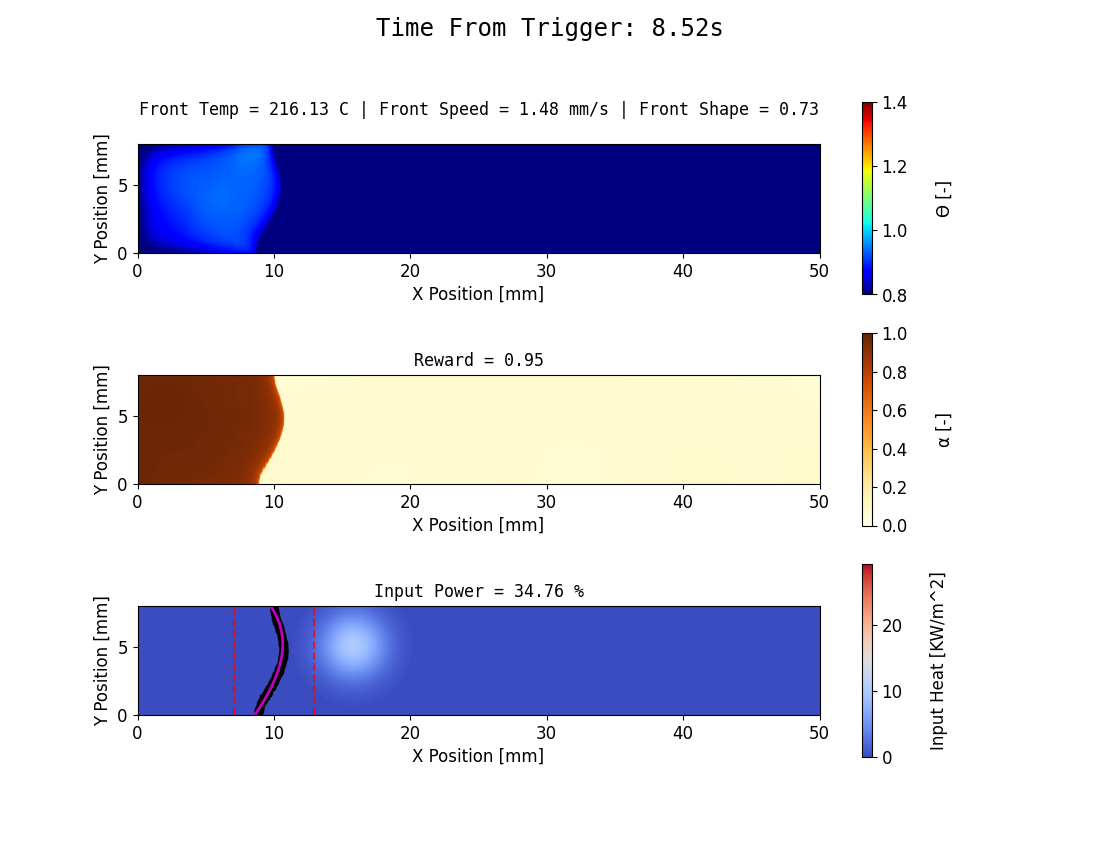 Time From Trigger: 8.52s
Front Temp = 216.13 C | Front Speed = 1.48 mm/s | Front Shape = 0.73
Y Position [mm]
5
0
0 10 20 30 40 50
X Position [mm]
1.4
1.2
1.0
0.8
Θ [-]
Reward = 0.95
Y Position [mm]
5
0
0 10 20 30 40 50
X Position [mm]
1.0
0.8
0.6
0.4
0.2
0.0
α [-]
Input Power = 34.76 %
Y Position [mm]
5
0
0 10 20 30 40 50
X Position [mm]
20
10
0
Input Heat [KW/m^2]